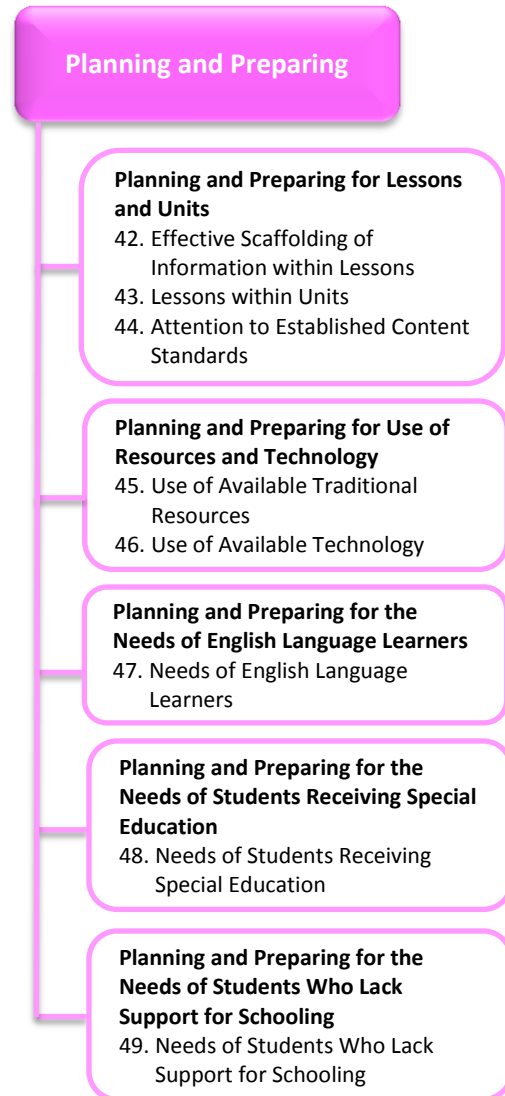 Planning and Preparing
Planning and Preparing for Lessons
and Units
42. Effective Scaffolding of
Information within Lessons
43. Lessons within Units
44. Attention to Established Content
Standards
Planning and Preparing for Use of
Resources and Technology
45. Use of Available Traditional
Resources
46. Use of Available Technology
Planning and Preparing for the
Needs of English Language Learners
47. Needs of English Language
Learners
Planning and Preparing for the
Needs of Students Receiving Special
Education
48. Needs of Students Receiving
Special Education
Planning and Preparing for the
Needs of Students Who Lack
Support for Schooling
49. Needs of Students Who Lack
Support for Schooling